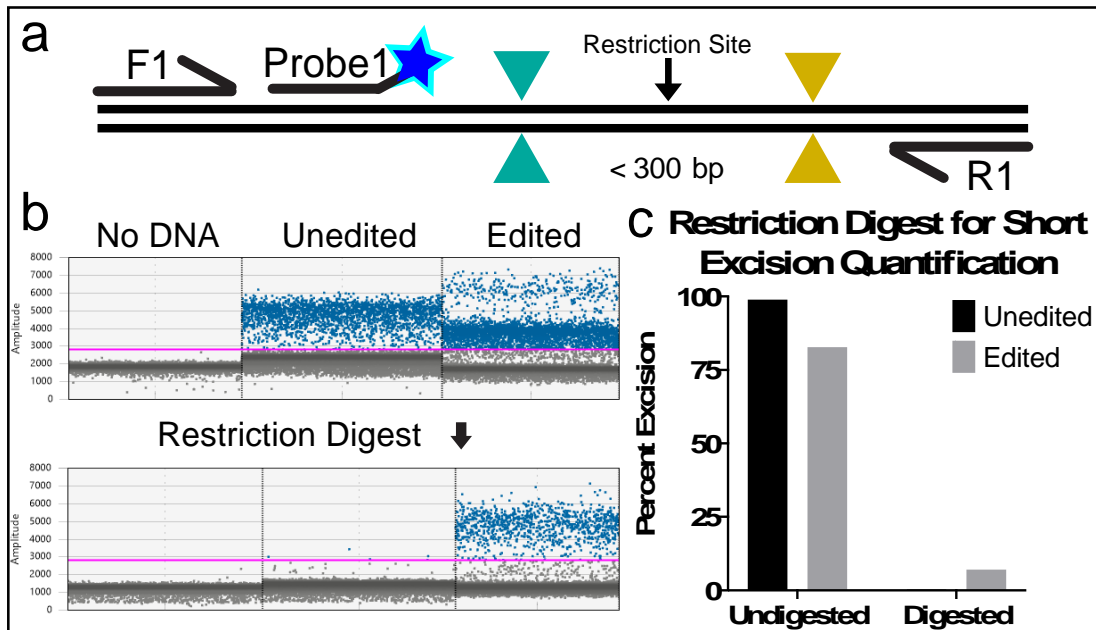 a
F1
Probe1
Restriction Site
< 300 bp
R1
b
No DNA
Unedited
Edited
Amplitude
8000
7000
6000
5000
4000
3000
2000
1000
0
Restriction Digest
Amplitude
8000
7000
6000
5000
4000
3000
2000
1000
0
c
Restriction Digest for Short
Excision Quantification
Percent Excision
100
75
50
25
0
Unedited
Edited
Undigested
Digested